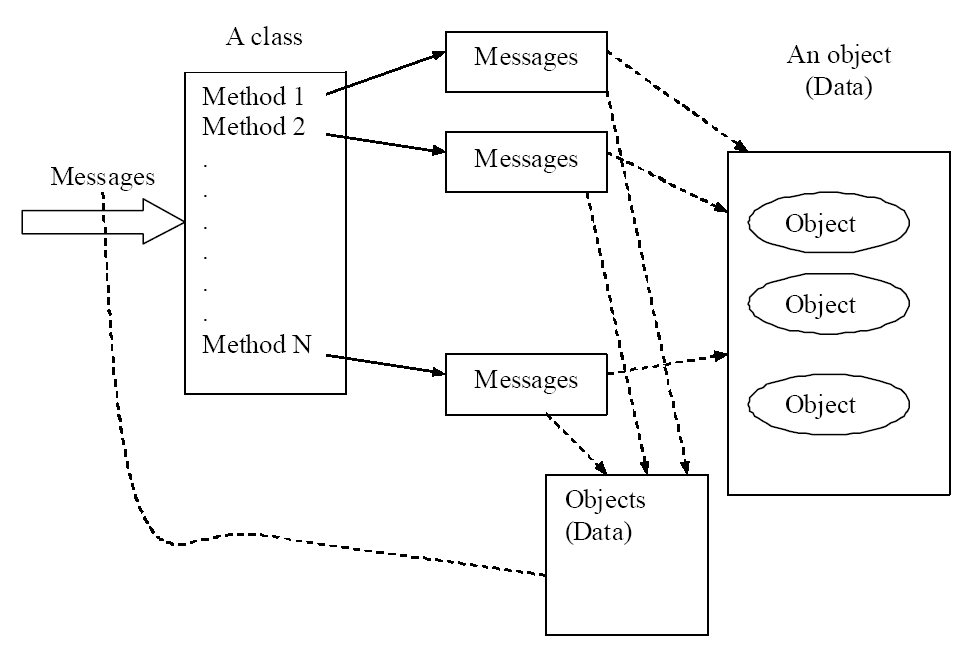 A class
Messages
An object
(Data)
Method 1
Method 2
.
.
.
.
.
.
Method N
Messages
Messages
Messages
Object
Object
Object
Objects
(Data)